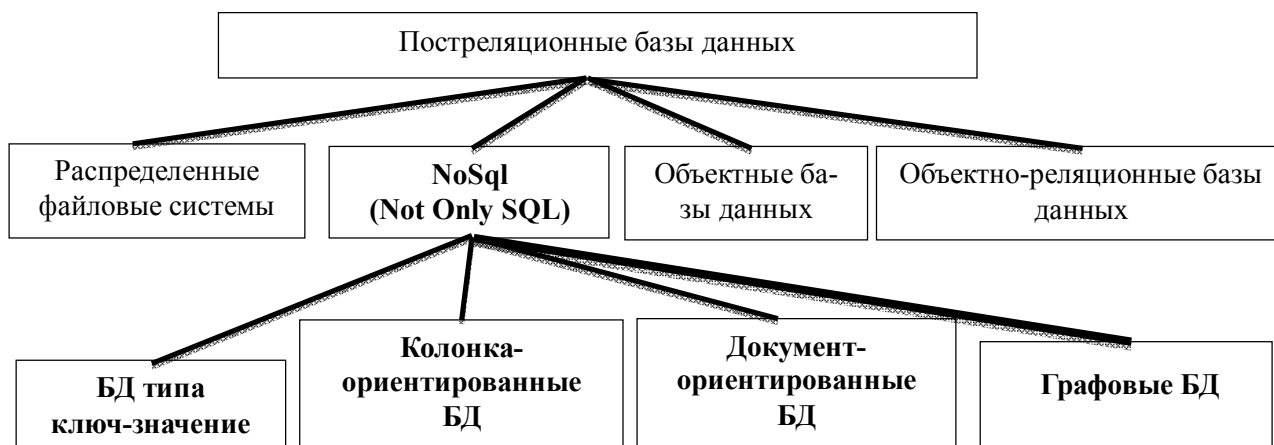 Постреляционные базы данных
Распределенные
файловые системы
NoSql
(Not Only SQL)
Объектные ба-
зы данных
Объектно-реляционные базы
данных
БД типа
ключ-значение
Колонка-
ориентированные
БД
Документ-
ориентированные
БД
Графовые БД